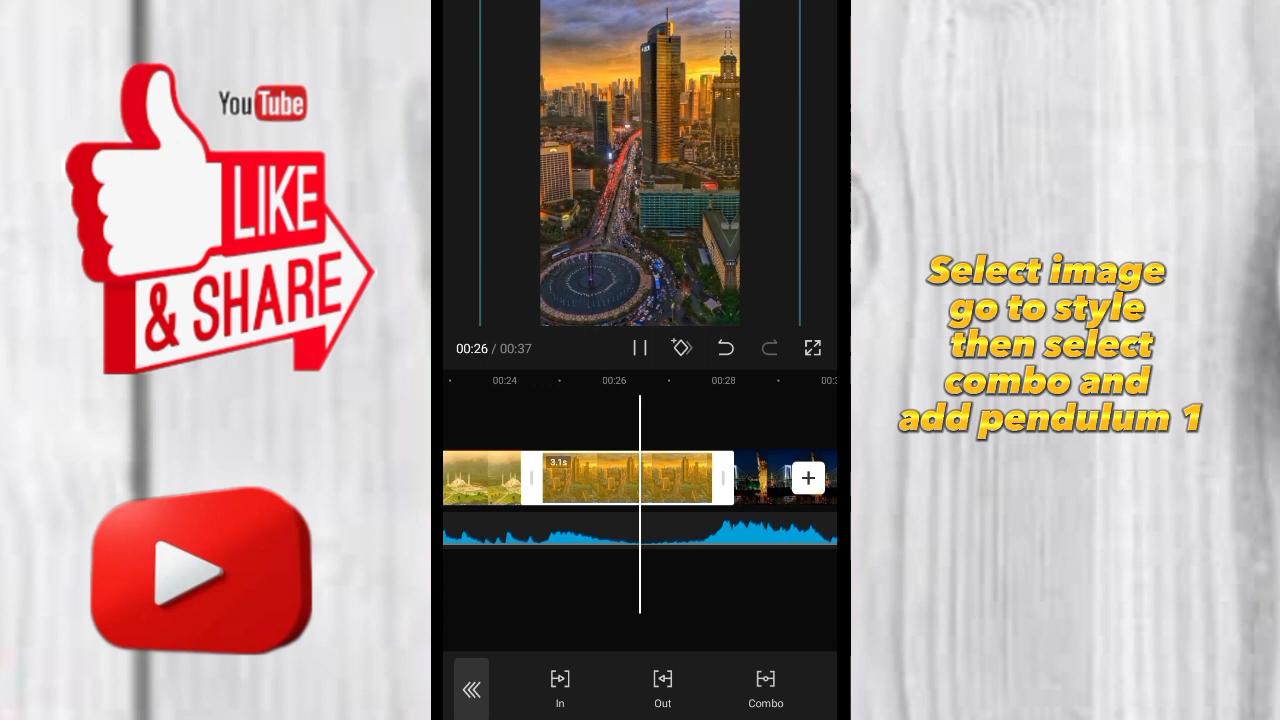 YouTube
LIKE
& SHARE
00:26 / 00:37
00:24
00:26
00:28
3.1s
In
Out
Combo
Select image
go to style
then select
combo and
add pendulum 1